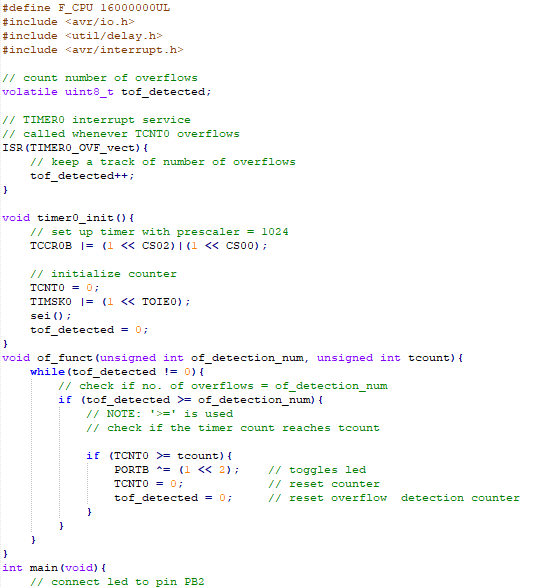 #define F_CPU 16000000UL
#include <avr/io.h>
#include <util/delay.h>
#include <avr/interrupt.h>

// count number of overflows
volatile uint8_t tof_detected;

// TIMER0 interrupt service
// called whenever TCNT0 overflows
ISR(TIMER0_OVF_vect){
    // keep a track of number of overflows
    tof_detected++;
}

void timer0_init(){
    // set up timer with prescaler = 1024
    TCCR0B |= (1 << CS02)|(1 << CS00);

    // initialize counter
    TCNT0 = 0;
    TIMSK0 |= (1 << TOIE0);
    sei();
    tof_detected = 0;
}
void of_funct(unsigned int of_detection_num, unsigned int tcount){
    while(tof_detected != 0){
        // check if no. of overflows = of_detection_num
        if (tof_detected >= of_detection_num){
            // NOTE: '>=' is used
            // check if the timer count reaches tcount

            if (TCNT0 >= tcount){
                PORTB ^= (1 << 2);    // toggles led
                TCNT0 = 0;            // reset counter
                tof_detected = 0;     // reset overflow  detection counter
            }
        }
    }
}
int main(void){
    // connect led to pin PB2